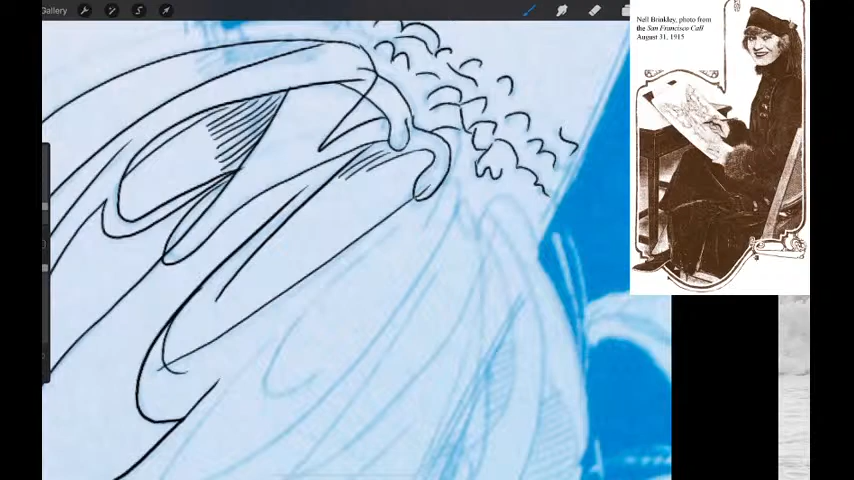 Gallery
Nell Brinkley, photo from
the San Francisco Call
August 31, 1915